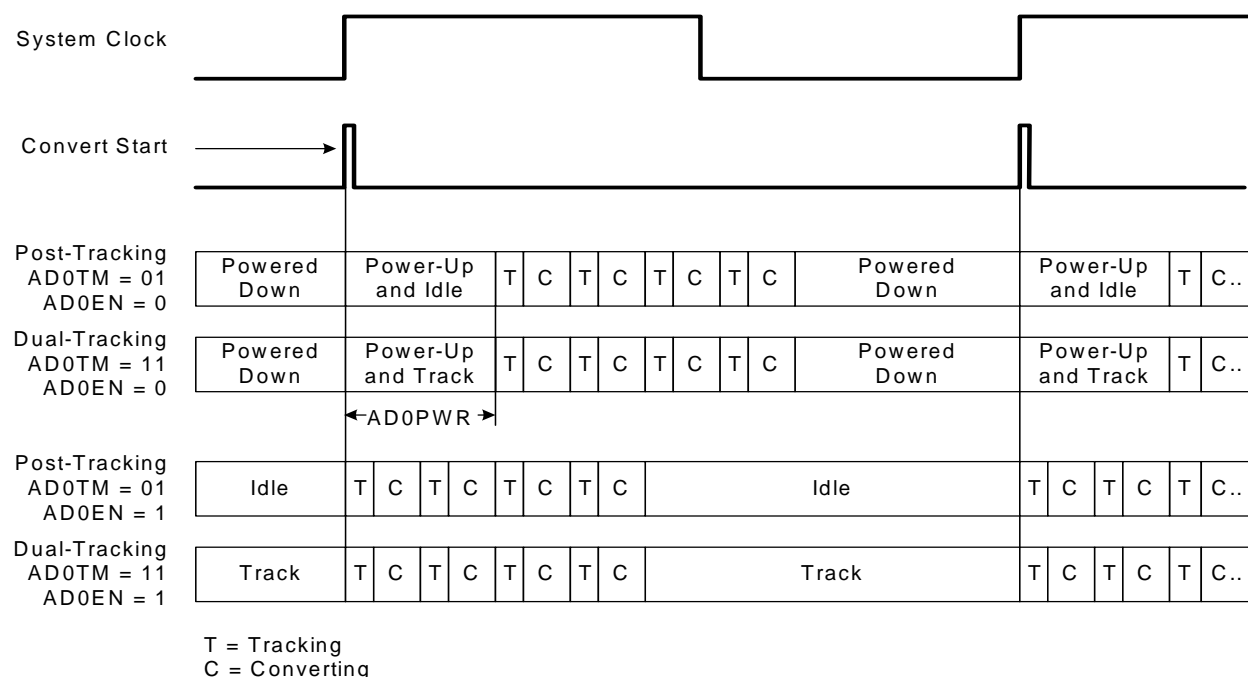 System Clock
Convert Start
Post-Tracking
AD0TM = 01
AD0EN = 0
Powered
Down
Power-Up
and Idle
T C T C T C T C
Powered
Down
Power-Up
and Idle
T C..
Dual-Tracking
AD0TM = 11
AD0EN = 0
Powered
Down
Power-Up
and Track
T C T C T C T C
Powered
Down
Power-Up
and Track
T C..
AD0PWR
Post-Tracking
AD0TM = 01
AD0EN = 1
Idle T C T C T C T C Idle T C T C T C..
Dual-Tracking
AD0TM = 11
AD0EN = 1
Track T C T C T C T C Track T C T C T C..
T = Tracking
C = Converting